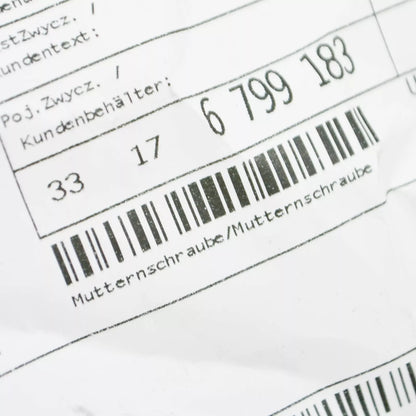 stZwycz. /
undentext:
Poj.Zwycz. /
Kundenbehälter:
33 17 6 799 183
Mutternschraube/Mutternschraube